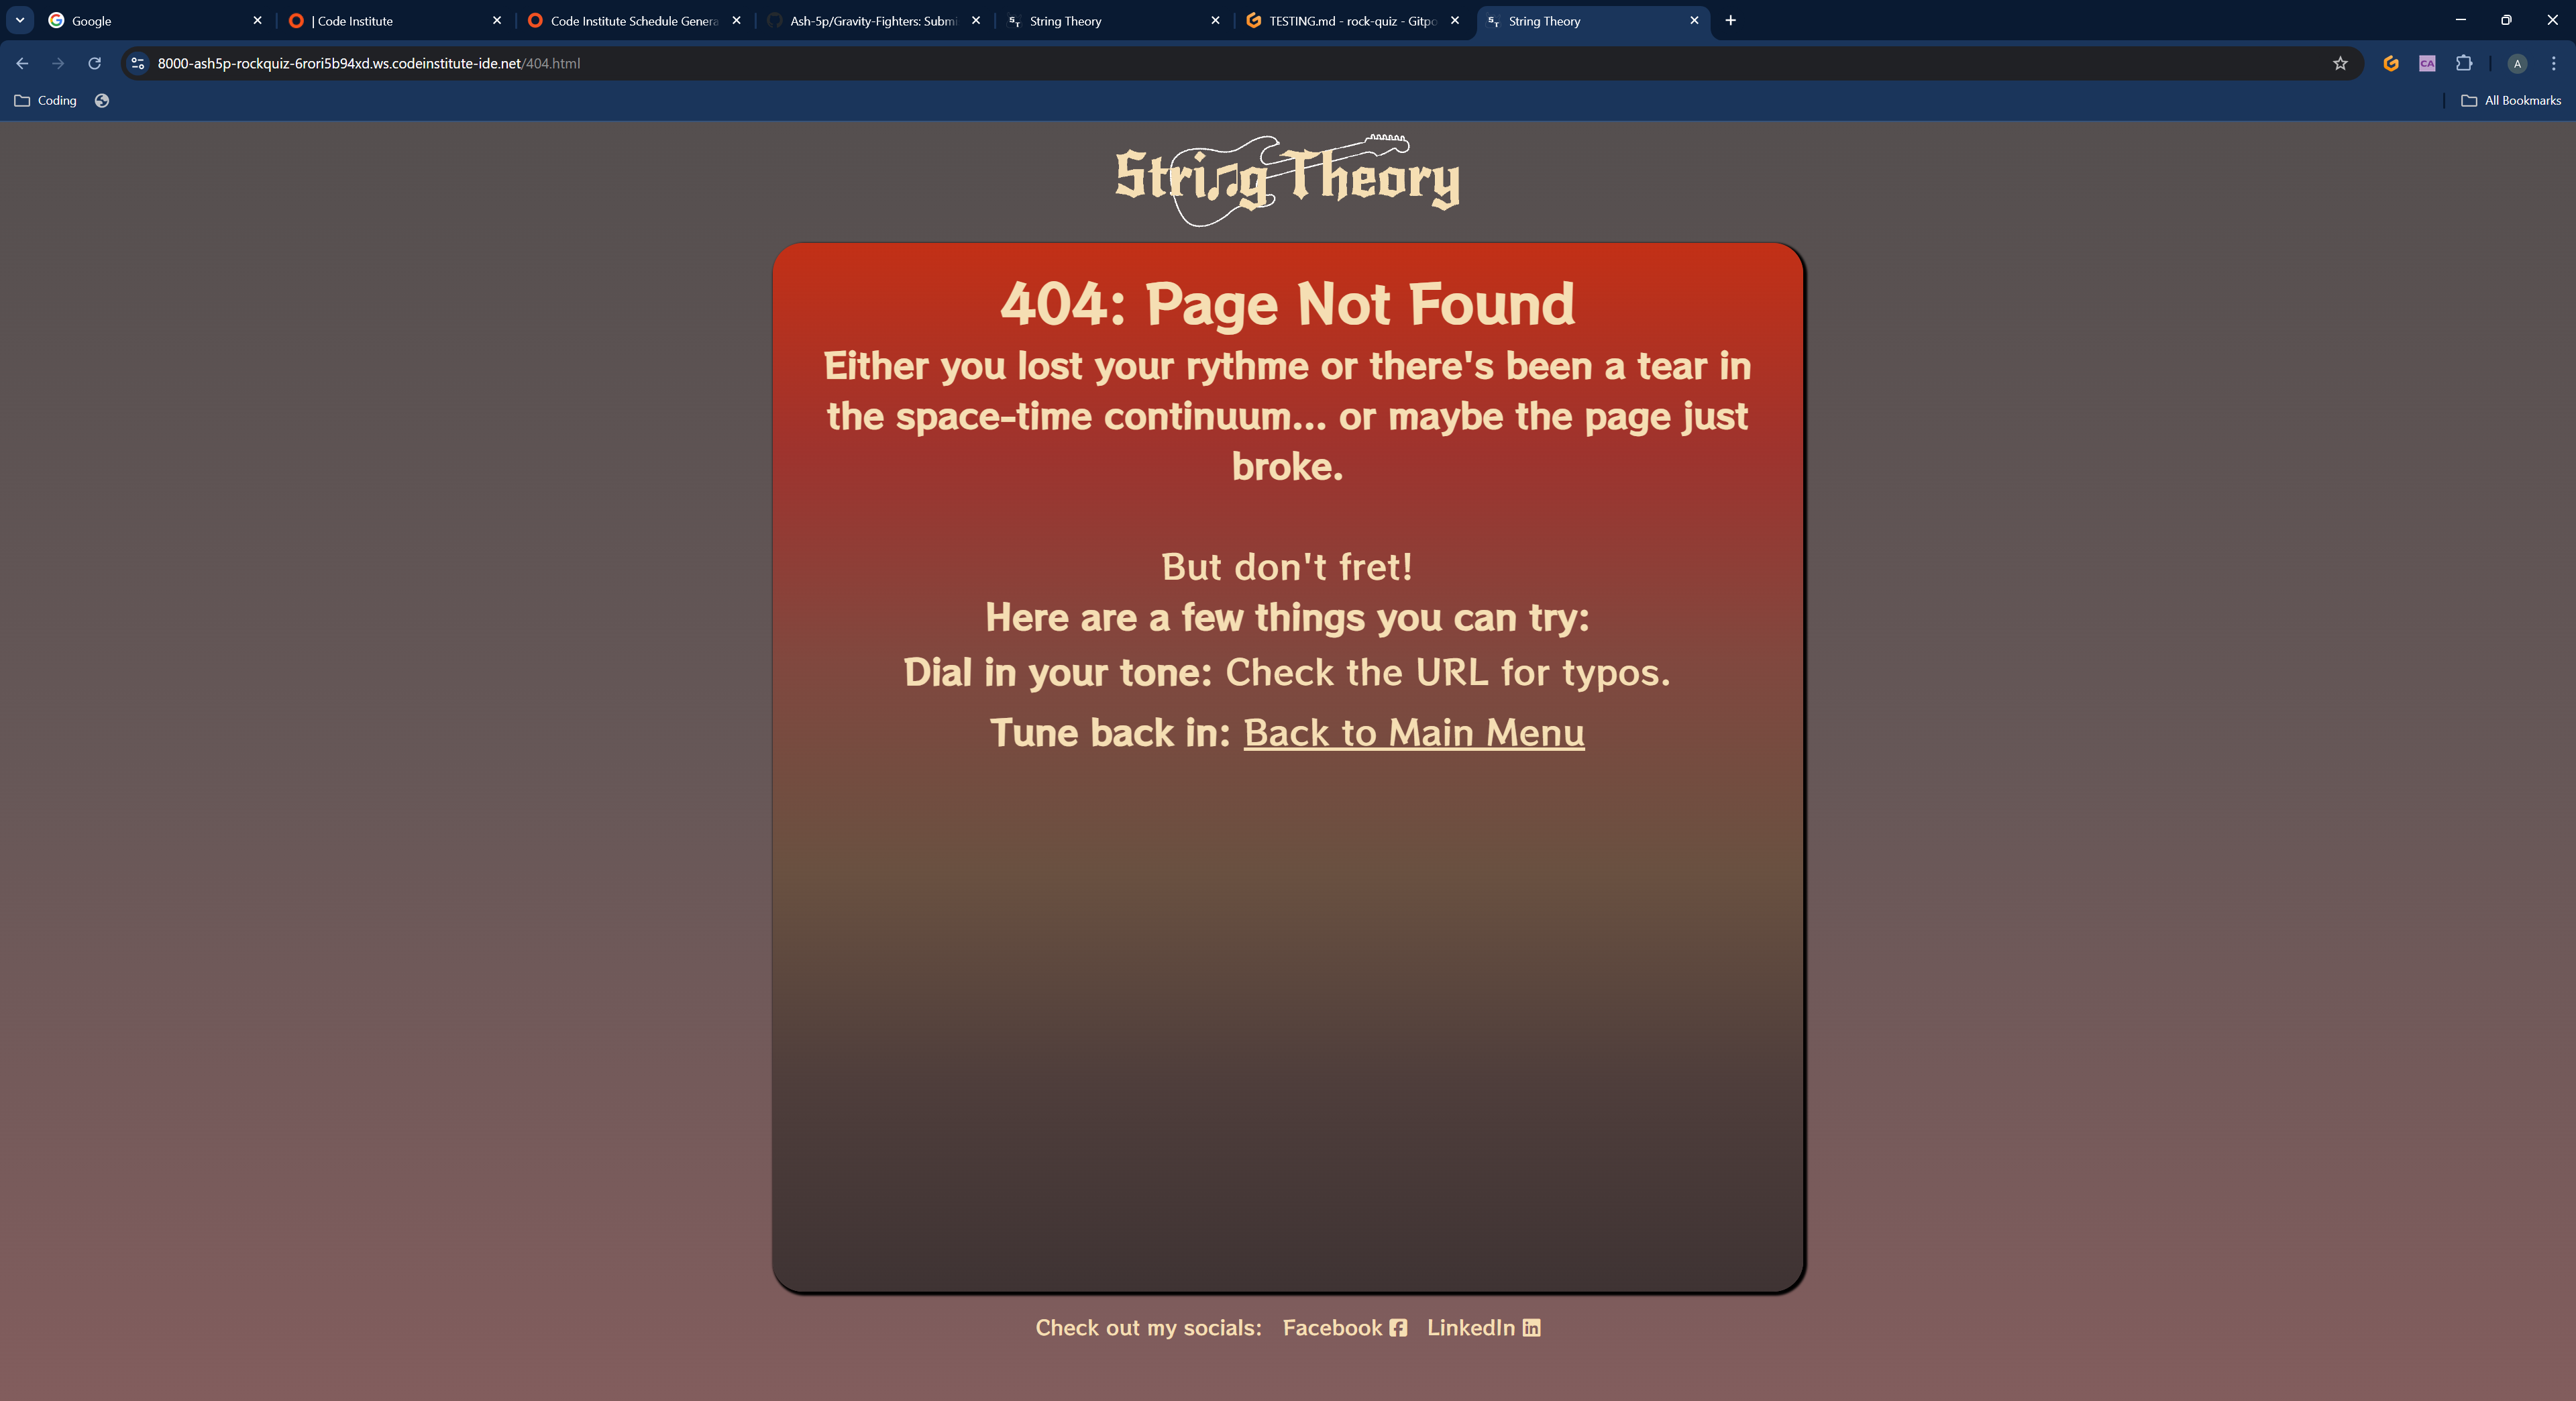 Google
| Code Institute
Code Institute Schedule Genera
Ash-5p/Gravity-Fighters: Submi
String Theory
TESTING.md - rock-quiz - Gitpo
String Theory
8000-ash5p-rockquiz-6rori5b94xd.ws.codeinstitute-ide.net/404.html
CA
A
Coding
All Bookmarks
String Theory
404: Page Not Found
Either you lost your rythme or there's been a tear in
the space-time continuum... or maybe the page just
broke.
But don't fret!
Here are a few things you can try:
Dial in your tone: Check the URL for typos.
Tune back in: Back to Main Menu
Check out my socials: Facebook LinkedIn